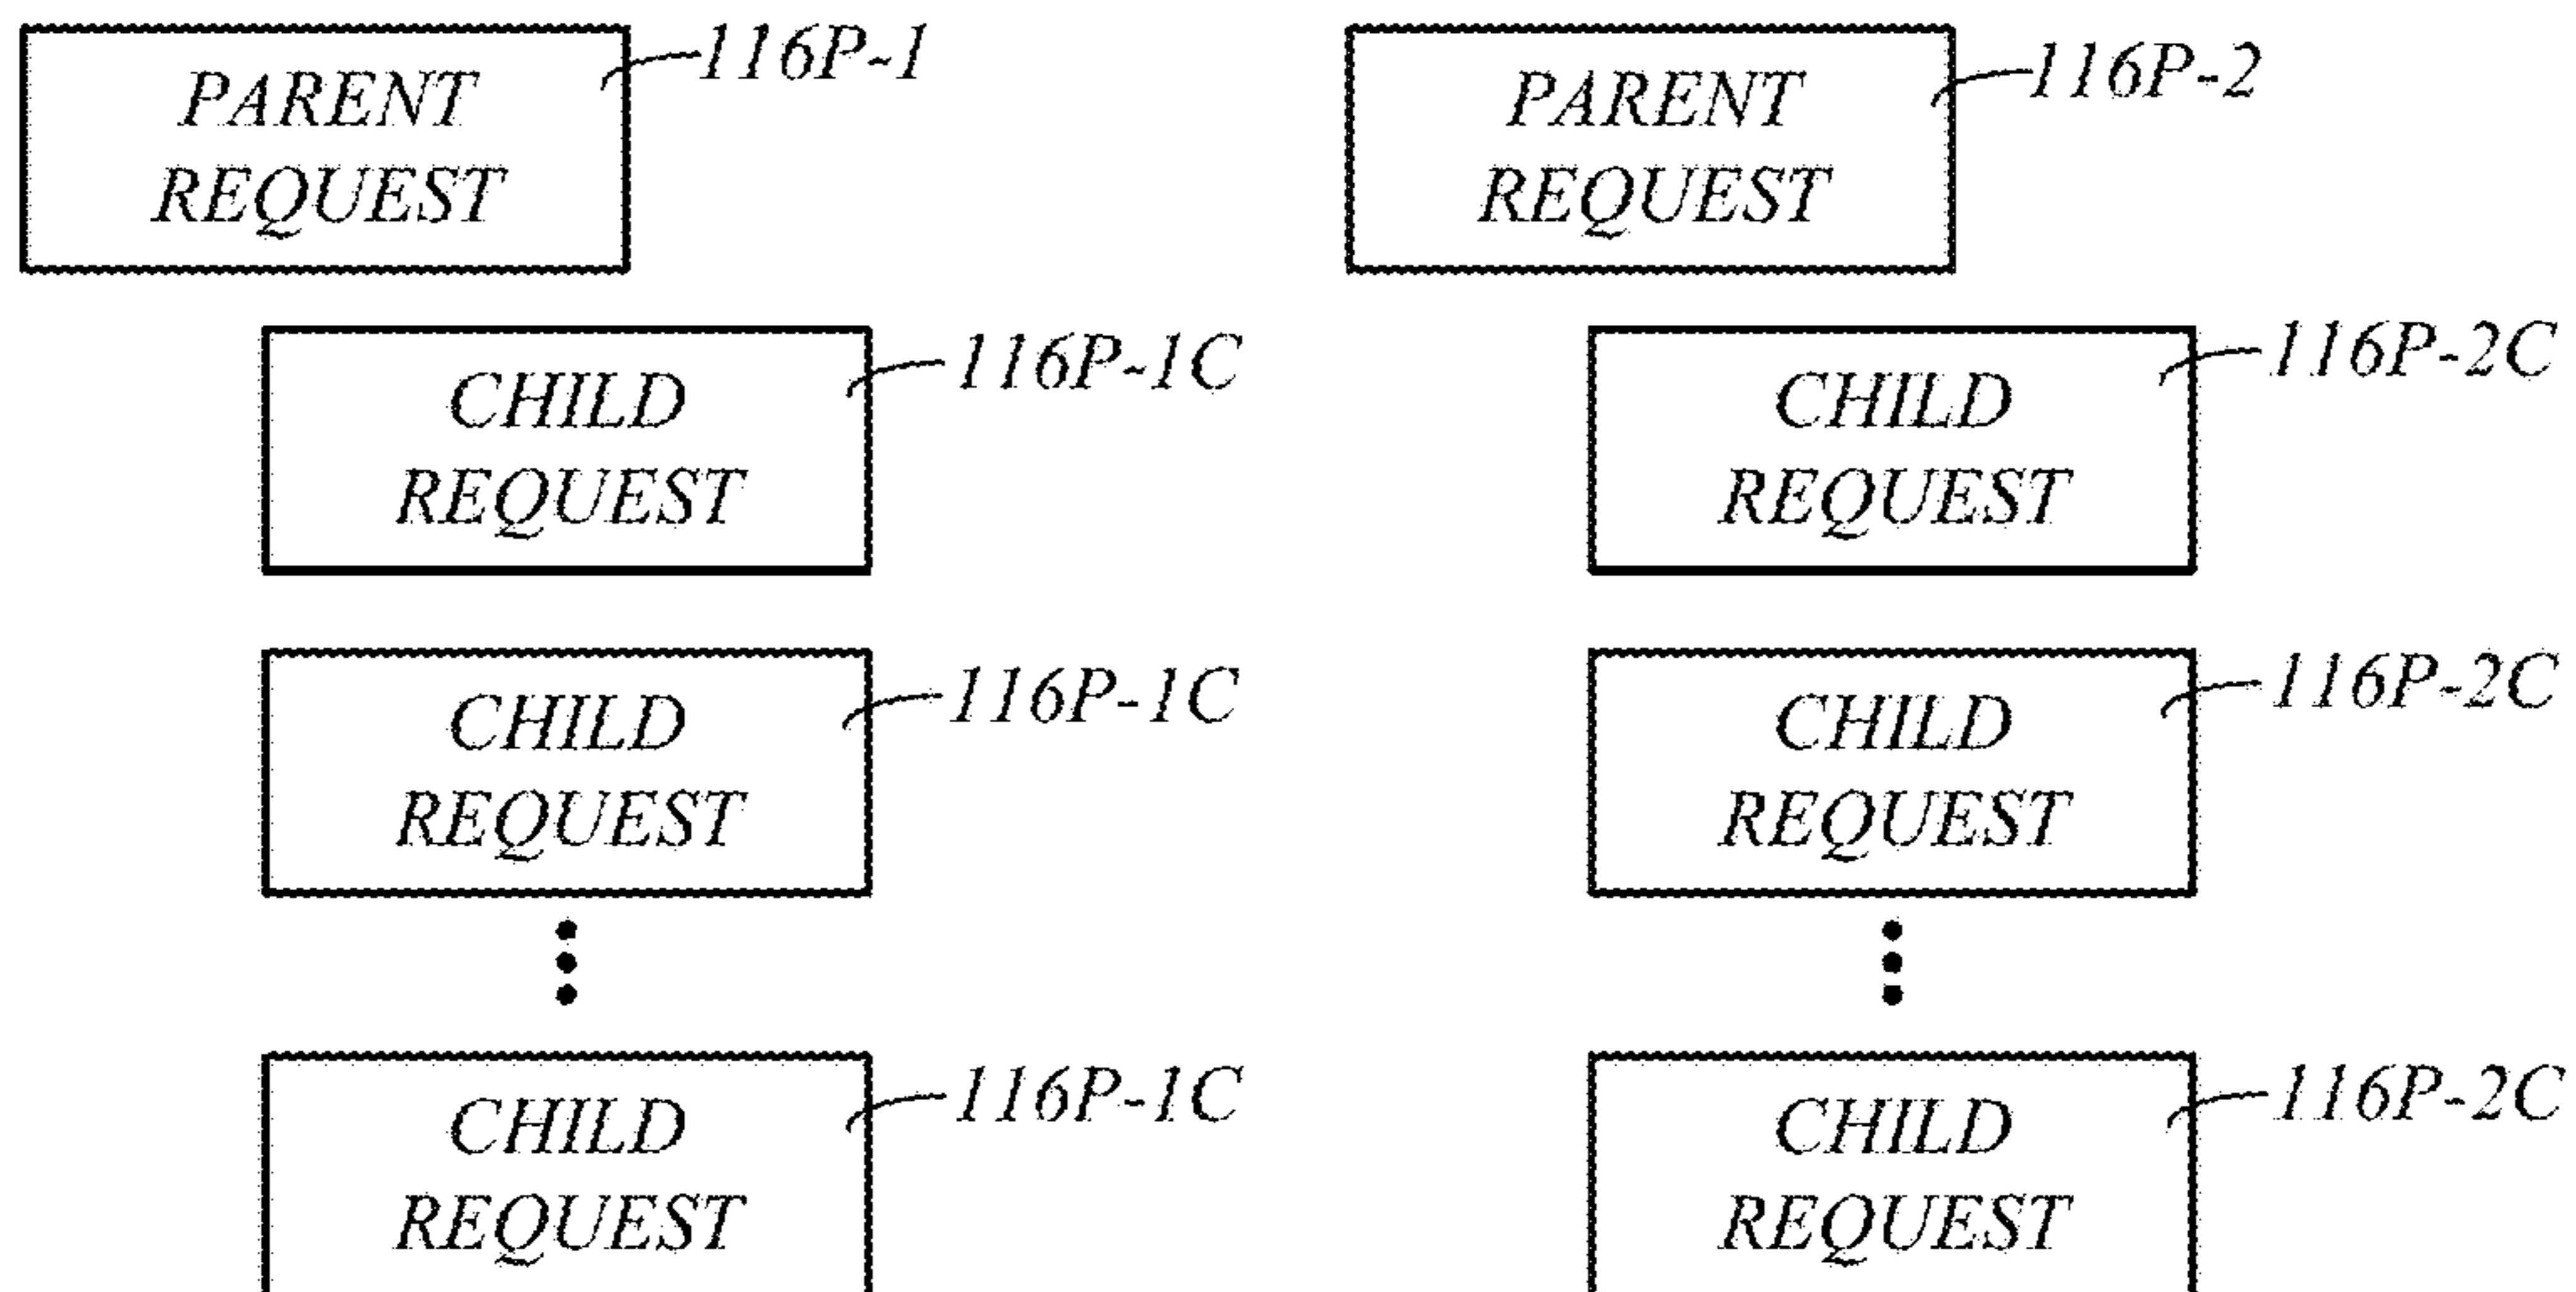 PARENT
REQUEST
116P-1
CHILD
REQUEST
116P-1C
CHILD
REQUEST
116P-1C
CHILD
REQUEST
116P-1C
PARENT
REQUEST
116P-2
CHILD
REQUEST
116P-2C
CHILD
REQUEST
116P-2C
CHILD
REQUEST
116P-2C